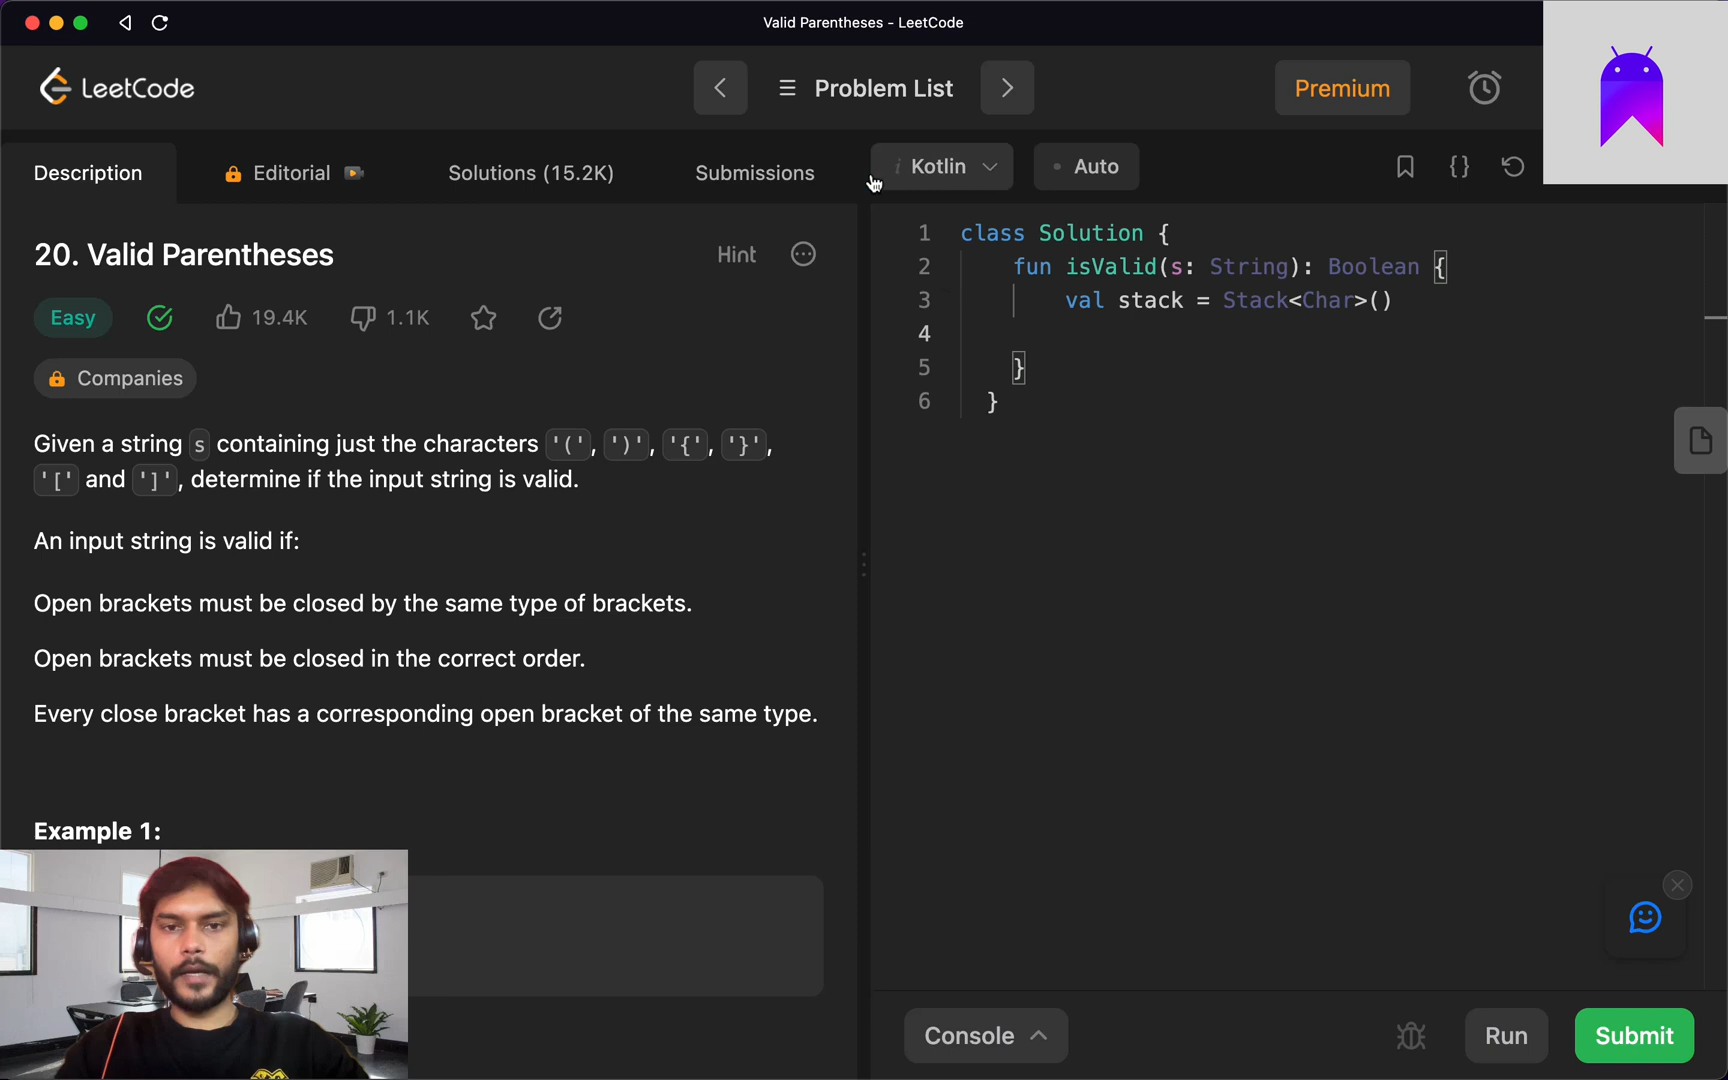 Valid Parentheses - LeetCode
LeetCode
Problem List
Premium
Description
Editorial
Solutions (15.2K)
Submissions
i Kotlin
Auto
20. Valid Parentheses
Hint
Easy
19.4K
1.1K
Companies
Given a string s containing just the characters '(', ')', '{', '}',
'[' and ']', determine if the input string is valid.
An input string is valid if:
Open brackets must be closed by the same type of brackets.
Open brackets must be closed in the correct order.
Every close bracket has a corresponding open bracket of the same type.
Example 1:
1 class Solution {
2 fun isValid(s: String): Boolean {
3 val stack = Stack<Char>()
4
5 }
6 }
Console
Run
Submit